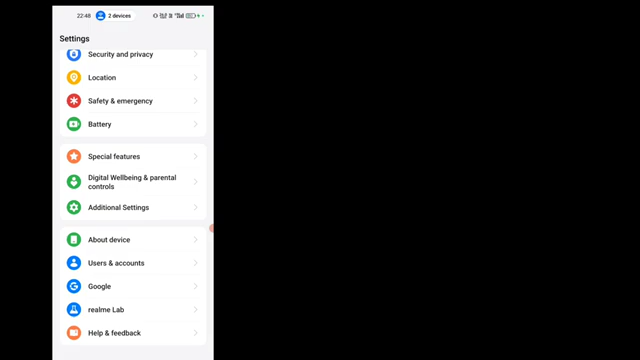 22:48 2 devices
Settings
Security and privacy
Location
Safety & emergency
Battery
Special features
Digital Wellbeing & parental
controls
Additional Settings
About device
Users & accounts
Google
realme Lab
Help & feedback